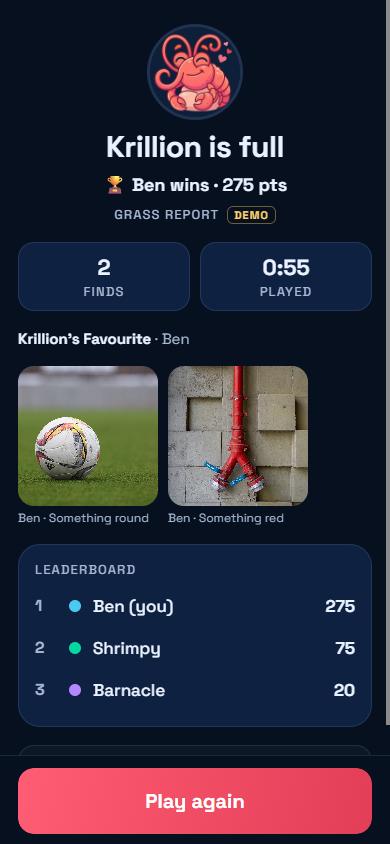 Krillion is full
🏆 Ben wins · 275 pts
GRASS REPORT DEMO
2
FINDS
0:55
PLAYED
Krillion's Favourite · Ben
Ben · Something round
Ben · Something red
LEADERBOARD
1 Ben (you) 275
2 Shrimpy 75
3 Barnacle 20
Play again